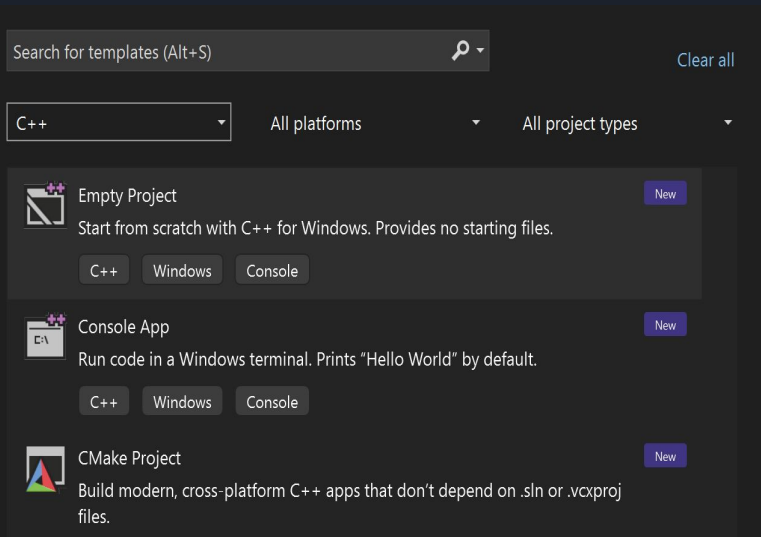 Search for templates (Alt+S)
Clear all
C++
All platforms
All project types
Empty Project
New
Start from scratch with C++ for Windows. Provides no starting files.
C++ Windows Console
Console App
New
C:\
Run code in a Windows terminal. Prints "Hello World" by default.
C++ Windows Console
CMake Project
New
Build modern, cross-platform C++ apps that don't depend on .sln or .vcxproj
files.